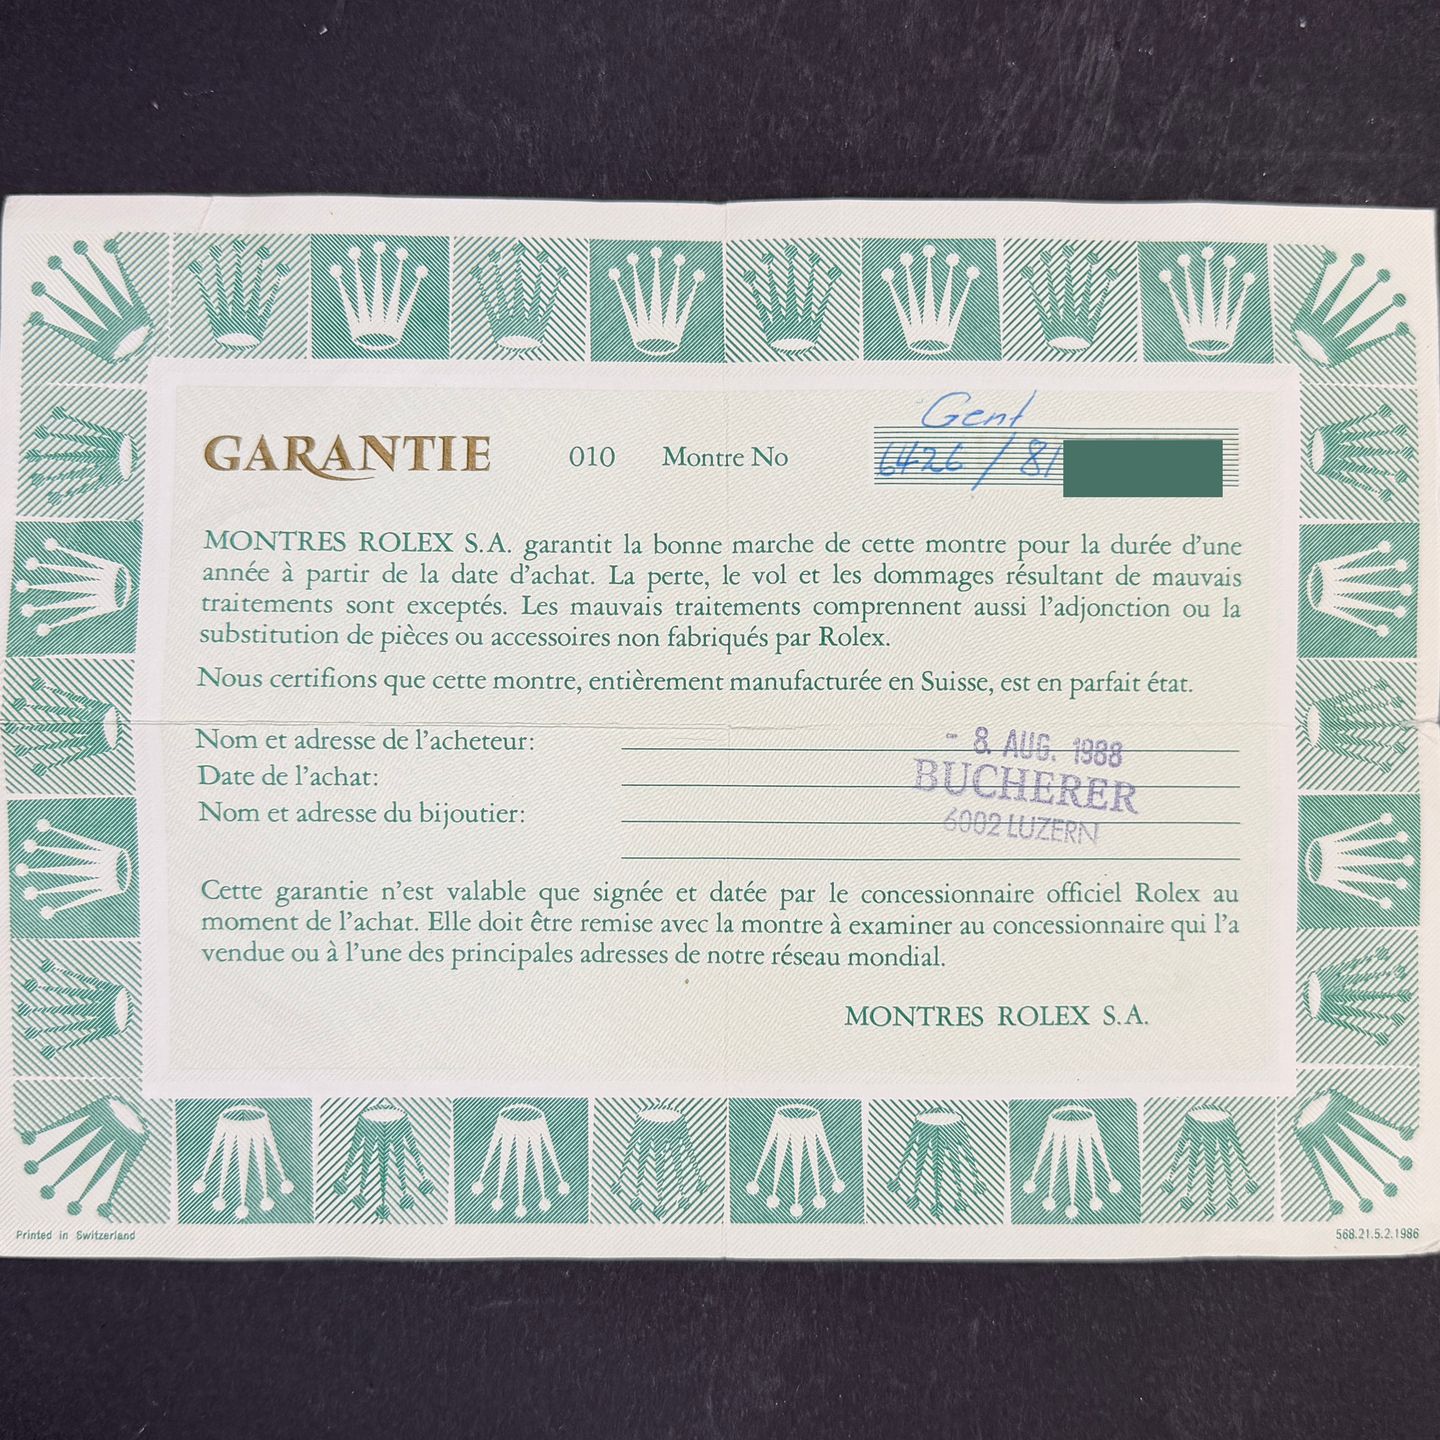 Gent
GARANTIE 010 Montre No 6426 / 81
MONTRES ROLEX S.A. garantit la bonne marche de cette montre pour la durée d’une
année à partir de la date d’achat. La perte, le vol et les dommages résultant de mauvais
traitements sont exceptés. Les mauvais traitements comprennent aussi l’adjonction ou la
substitution de pièces ou accessoires non fabriqués par Rolex.
Nous certifions que cette montre, entièrement manufacturée en Suisse, est en parfait état.
Nom et adresse de l’acheteur:
- 8. AUG. 1988
Date de l’achat:
BUCHERER
Nom et adresse du bijoutier:
6002 LUZERN
Cette garantie n’est valable que signée et datée par le concessionnaire officiel Rolex au
moment de l’achat. Elle doit être remise avec la montre à examiner au concessionnaire qui l’a
vendue ou à l’une des principales adresses de notre réseau mondial.
MONTRES ROLEX S.A.
Printed in Switzerland
568.21.5.2.1986